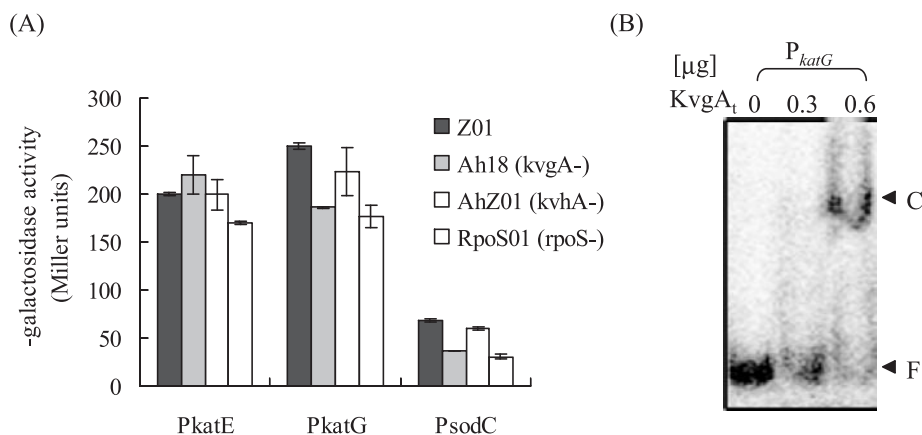 (A)
-galactosidase activity
(Miller units)
300
250
200
150
100
50
0
Z01
Ah18 (kvgA-)
AhZ01 (kvhA-)
RpoS01 (rpoS-)
PkatE
PkatG
PsodC
(B)
PkatG
[µg]
KvgAt 0 0.3 0.6
C
F